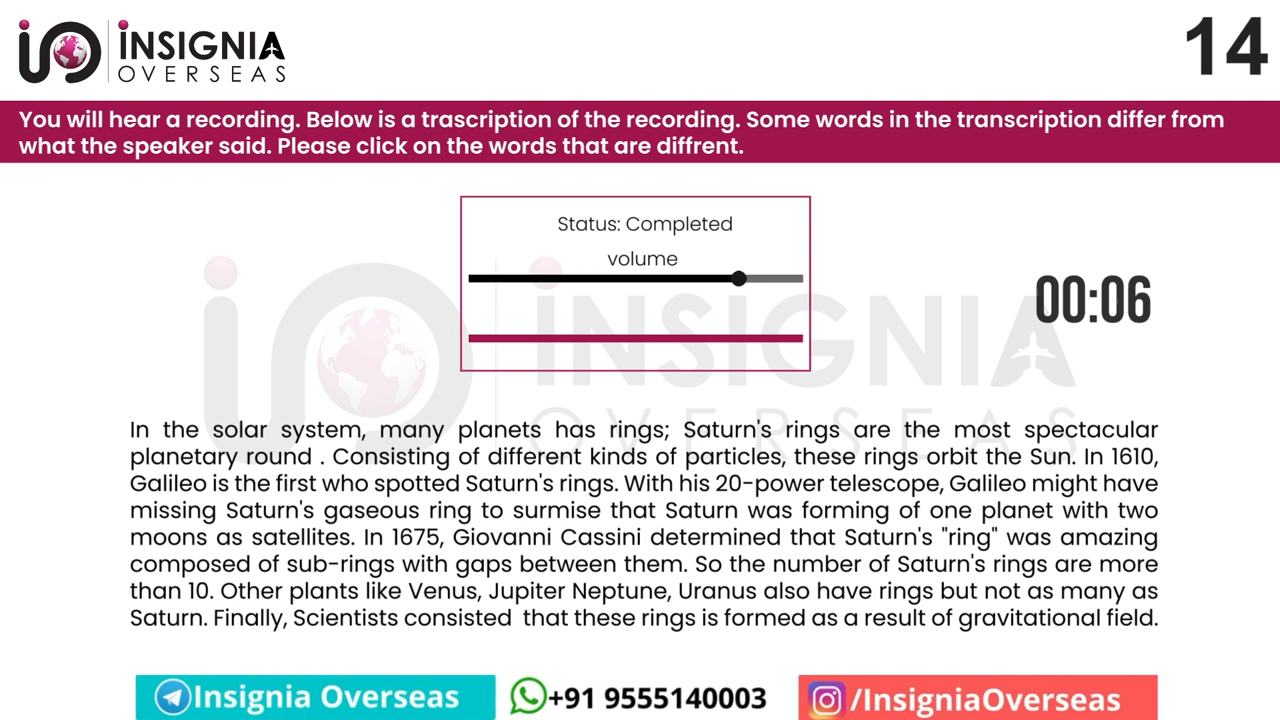 iNSIGNIA
OVERSEAS
14
You will hear a recording. Below is a trascription of the recording. Some words in the transcription differ from
what the speaker said. Please click on the words that are diffrent.
Status: Completed
volume
00:06
iNSIGNIA
OVERSEAS
In the solar system, many planets has rings; Saturn's rings are the most spectacular
planetary round . Consisting of different kinds of particles, these rings orbit the Sun. In 1610,
Galileo is the first who spotted Saturn's rings. With his 20-power telescope, Galileo might have
missing Saturn's gaseous ring to surmise that Saturn was forming of one planet with two
moons as satellites. In 1675, Giovanni Cassini determined that Saturn's "ring" was amazing
composed of sub-rings with gaps between them. So the number of Saturn's rings are more
than 10. Other plants like Venus, Jupiter Neptune, Uranus also have rings but not as many as
Saturn. Finally, Scientists consisted  that these rings is formed as a result of gravitational field.
Insignia Overseas
+91 9555140003
/InsigniaOverseas